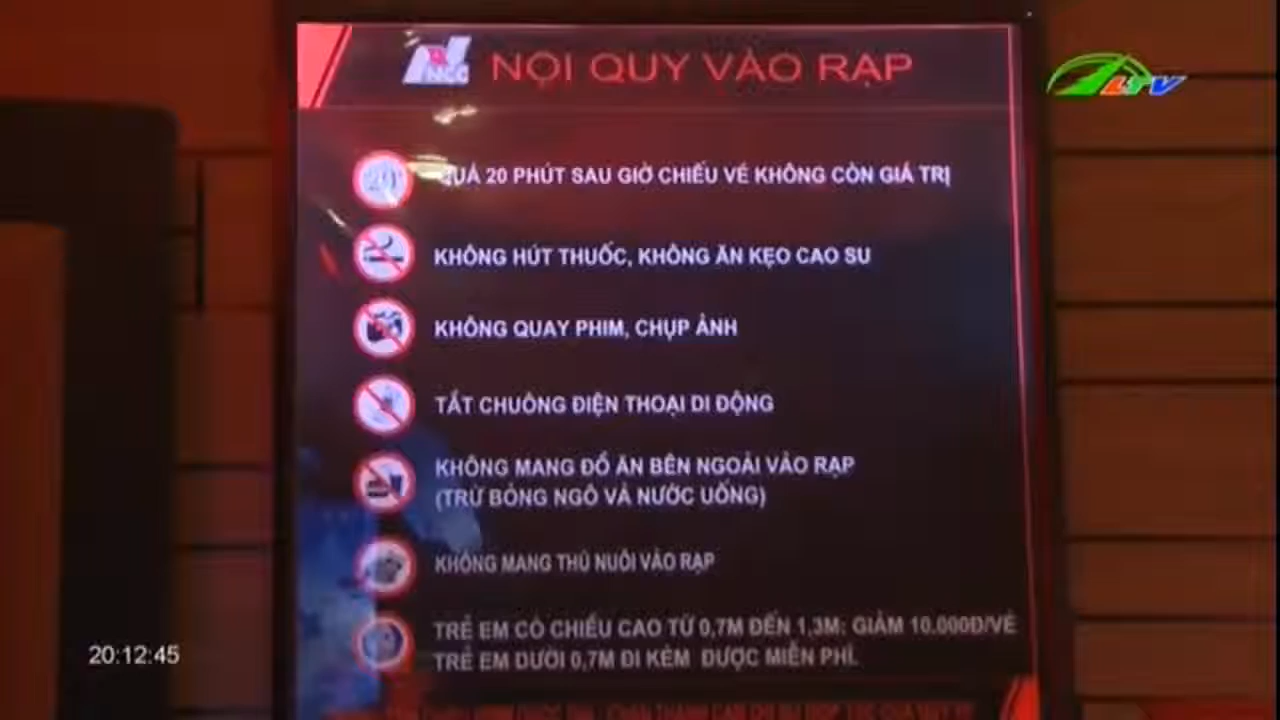 NCC NỘI QUY VÀO RẠP
LTV
20
QUÁ 20 PHÚT SAU GIỜ CHIẾU VÉ KHÔNG CÒN GIÁ TRỊ
KHÔNG HÚT THUỐC, KHÔNG ĂN KẸO CAO SU
KHÔNG QUAY PHIM, CHỤP ẢNH
TẮT CHUÔNG ĐIỆN THOẠI DI ĐỘNG
KHÔNG MANG ĐỒ ĂN BÊN NGOÀI VÀO RẠP
(TRỪ BỎNG NGÔ VÀ NƯỚC UỐNG)
KHÔNG MANG THÚ NUÔI VÀO RẠP
TRẺ EM CÓ CHIỀU CAO TỪ 0,7M ĐẾN 1,3M: GIẢM 10.000Đ/VÉ
TRẺ EM DƯỚI 0,7M ĐI KÈM ĐƯỢC MIỄN PHÍ.
20:12:45